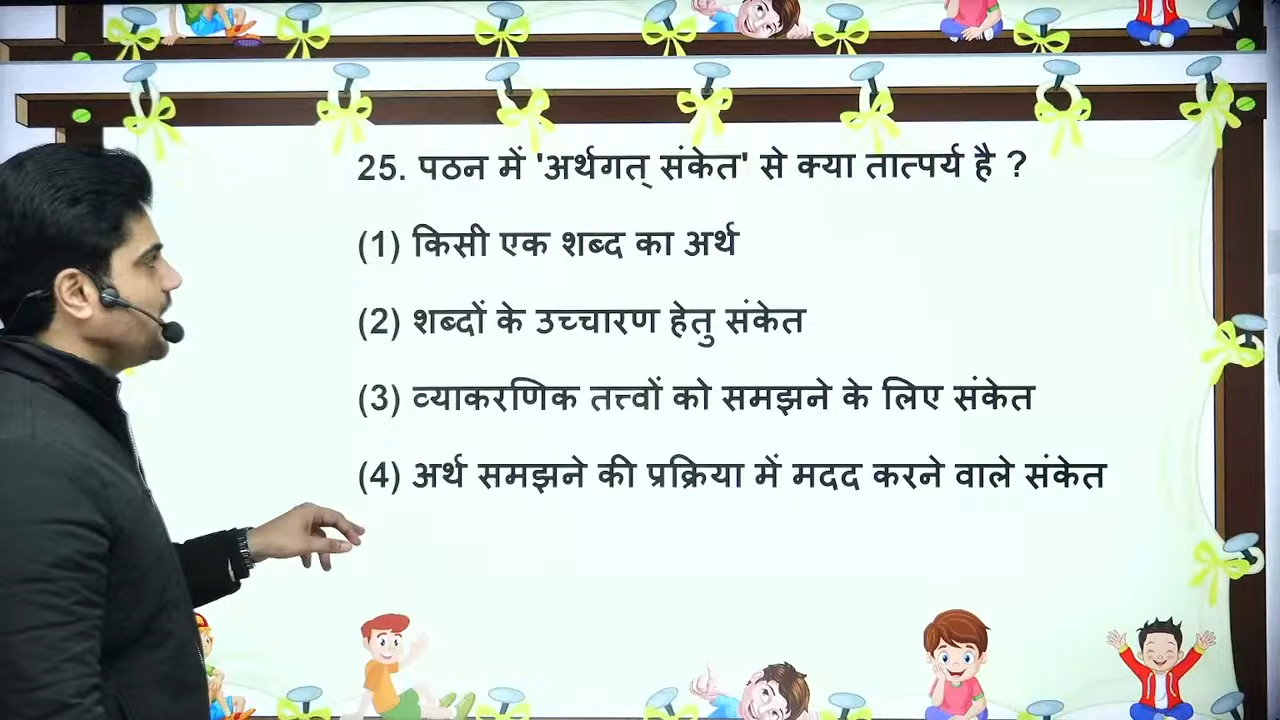 25. पठन में 'अर्थगत् संकेत' से क्या तात्पर्य है ?
(1) किसी एक शब्द का अर्थ
(2) शब्दों के उच्चारण हेतु संकेत
(3) व्याकरणिक तत्त्वों को समझने के लिए संकेत
(4) अर्थ समझने की प्रक्रिया में मदद करने वाले संकेत